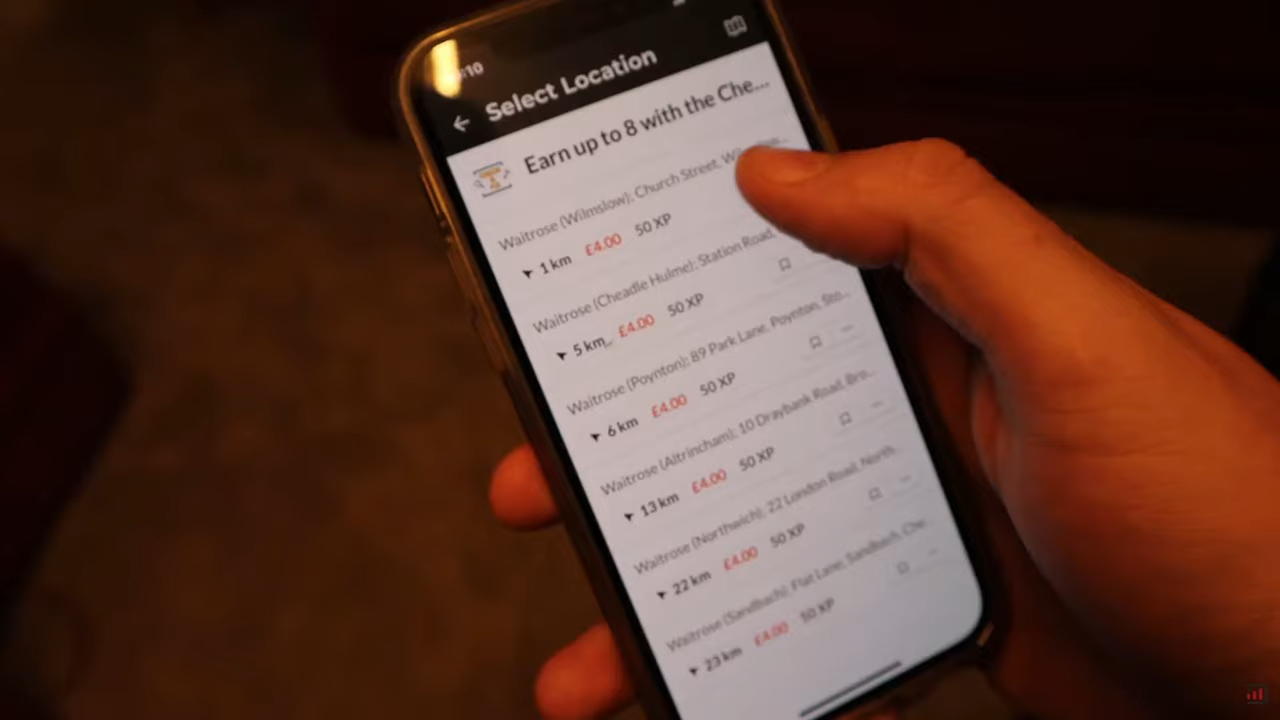 :10
Select Location
Earn up to 8 with the Che...
Waitrose (Wilmslow); Church Street,
1 km £4.00 50 XP
Waitrose (Cheadle Hulme); Station Road,
5 km £4.00 50 XP
Waitrose (Poynton); 89 Park Lane, Poynton, Sto...
6 km £4.00 50 XP
Waitrose (Altrincham); 10 Draybank Road, Bro...
13 km £4.00 50 XP
Waitrose (Northwich); 22 London Road, North...
22 km £4.00 50 XP
Waitrose (Sandbach); Flat Lane, Sandbach, Che...
23 km £4.00 50 XP